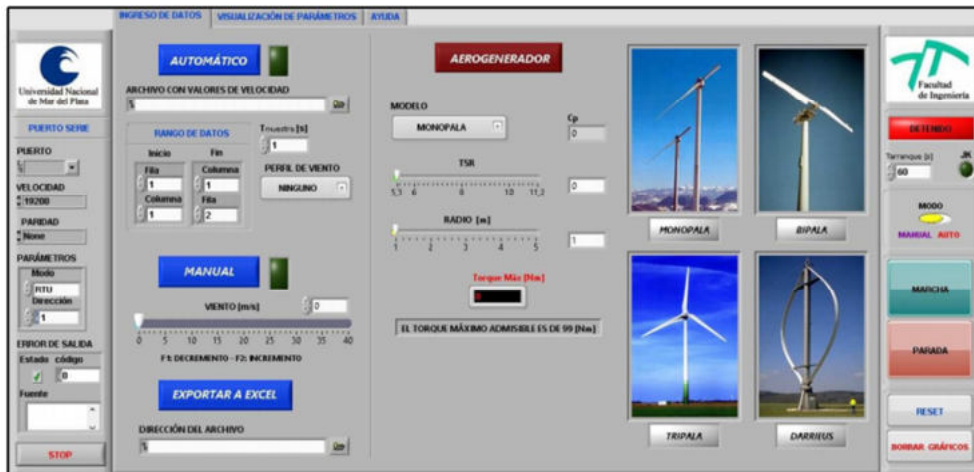 INGRESO DE DATOS
VISUALIZACIÓN DE PARÁMETROS
AYUDA
Universidad Nacional
de Mar del Plata
PUERTO SERIE
PUERTO
VELOCIDAD
19200
PARIDAD
None
PARÁMETROS
Modo
RTU
Dirección
1
ERROR DE SALIDA
Estado código
0
Fuente
STOP
AUTOMÁTICO
ARCHIVO CON VALORES DE VELOCIDAD
RANGO DE DATOS
Inicio Fin
Fila Columna
1 1
Columna Fila
1 2
Tmuestra [S]
1
PERFIL DE VIENTO
NINGUNO
MANUAL
VIENTO [m/s]
0
0 5 10 15 20 25 30 35 40
F1: DECREMENTO - F2: INCREMENTO
EXPORTAR A EXCEL
DIRECCIÓN DEL ARCHIVO
AEROGENERADOR
MODELO
MONOPALA
Cp
0
TSR
5,3 6 8 10 11,2
0
RADIO [m]
1 2 3 4 5
1
Torque Máx [Nm]
0
EL TORQUE MÁXIMO ADMISIBLE ES DE 99 [Nm]
MONOPALA
BIPALA
TRIPALA
DARRIEUS
Facultad
de Ingeniería
DETENIDO
Tarranque [s]
60
JK
MODO
MANUAL AUTO
MARCHA
PARADA
RESET
BORRAR GRÁFICOS